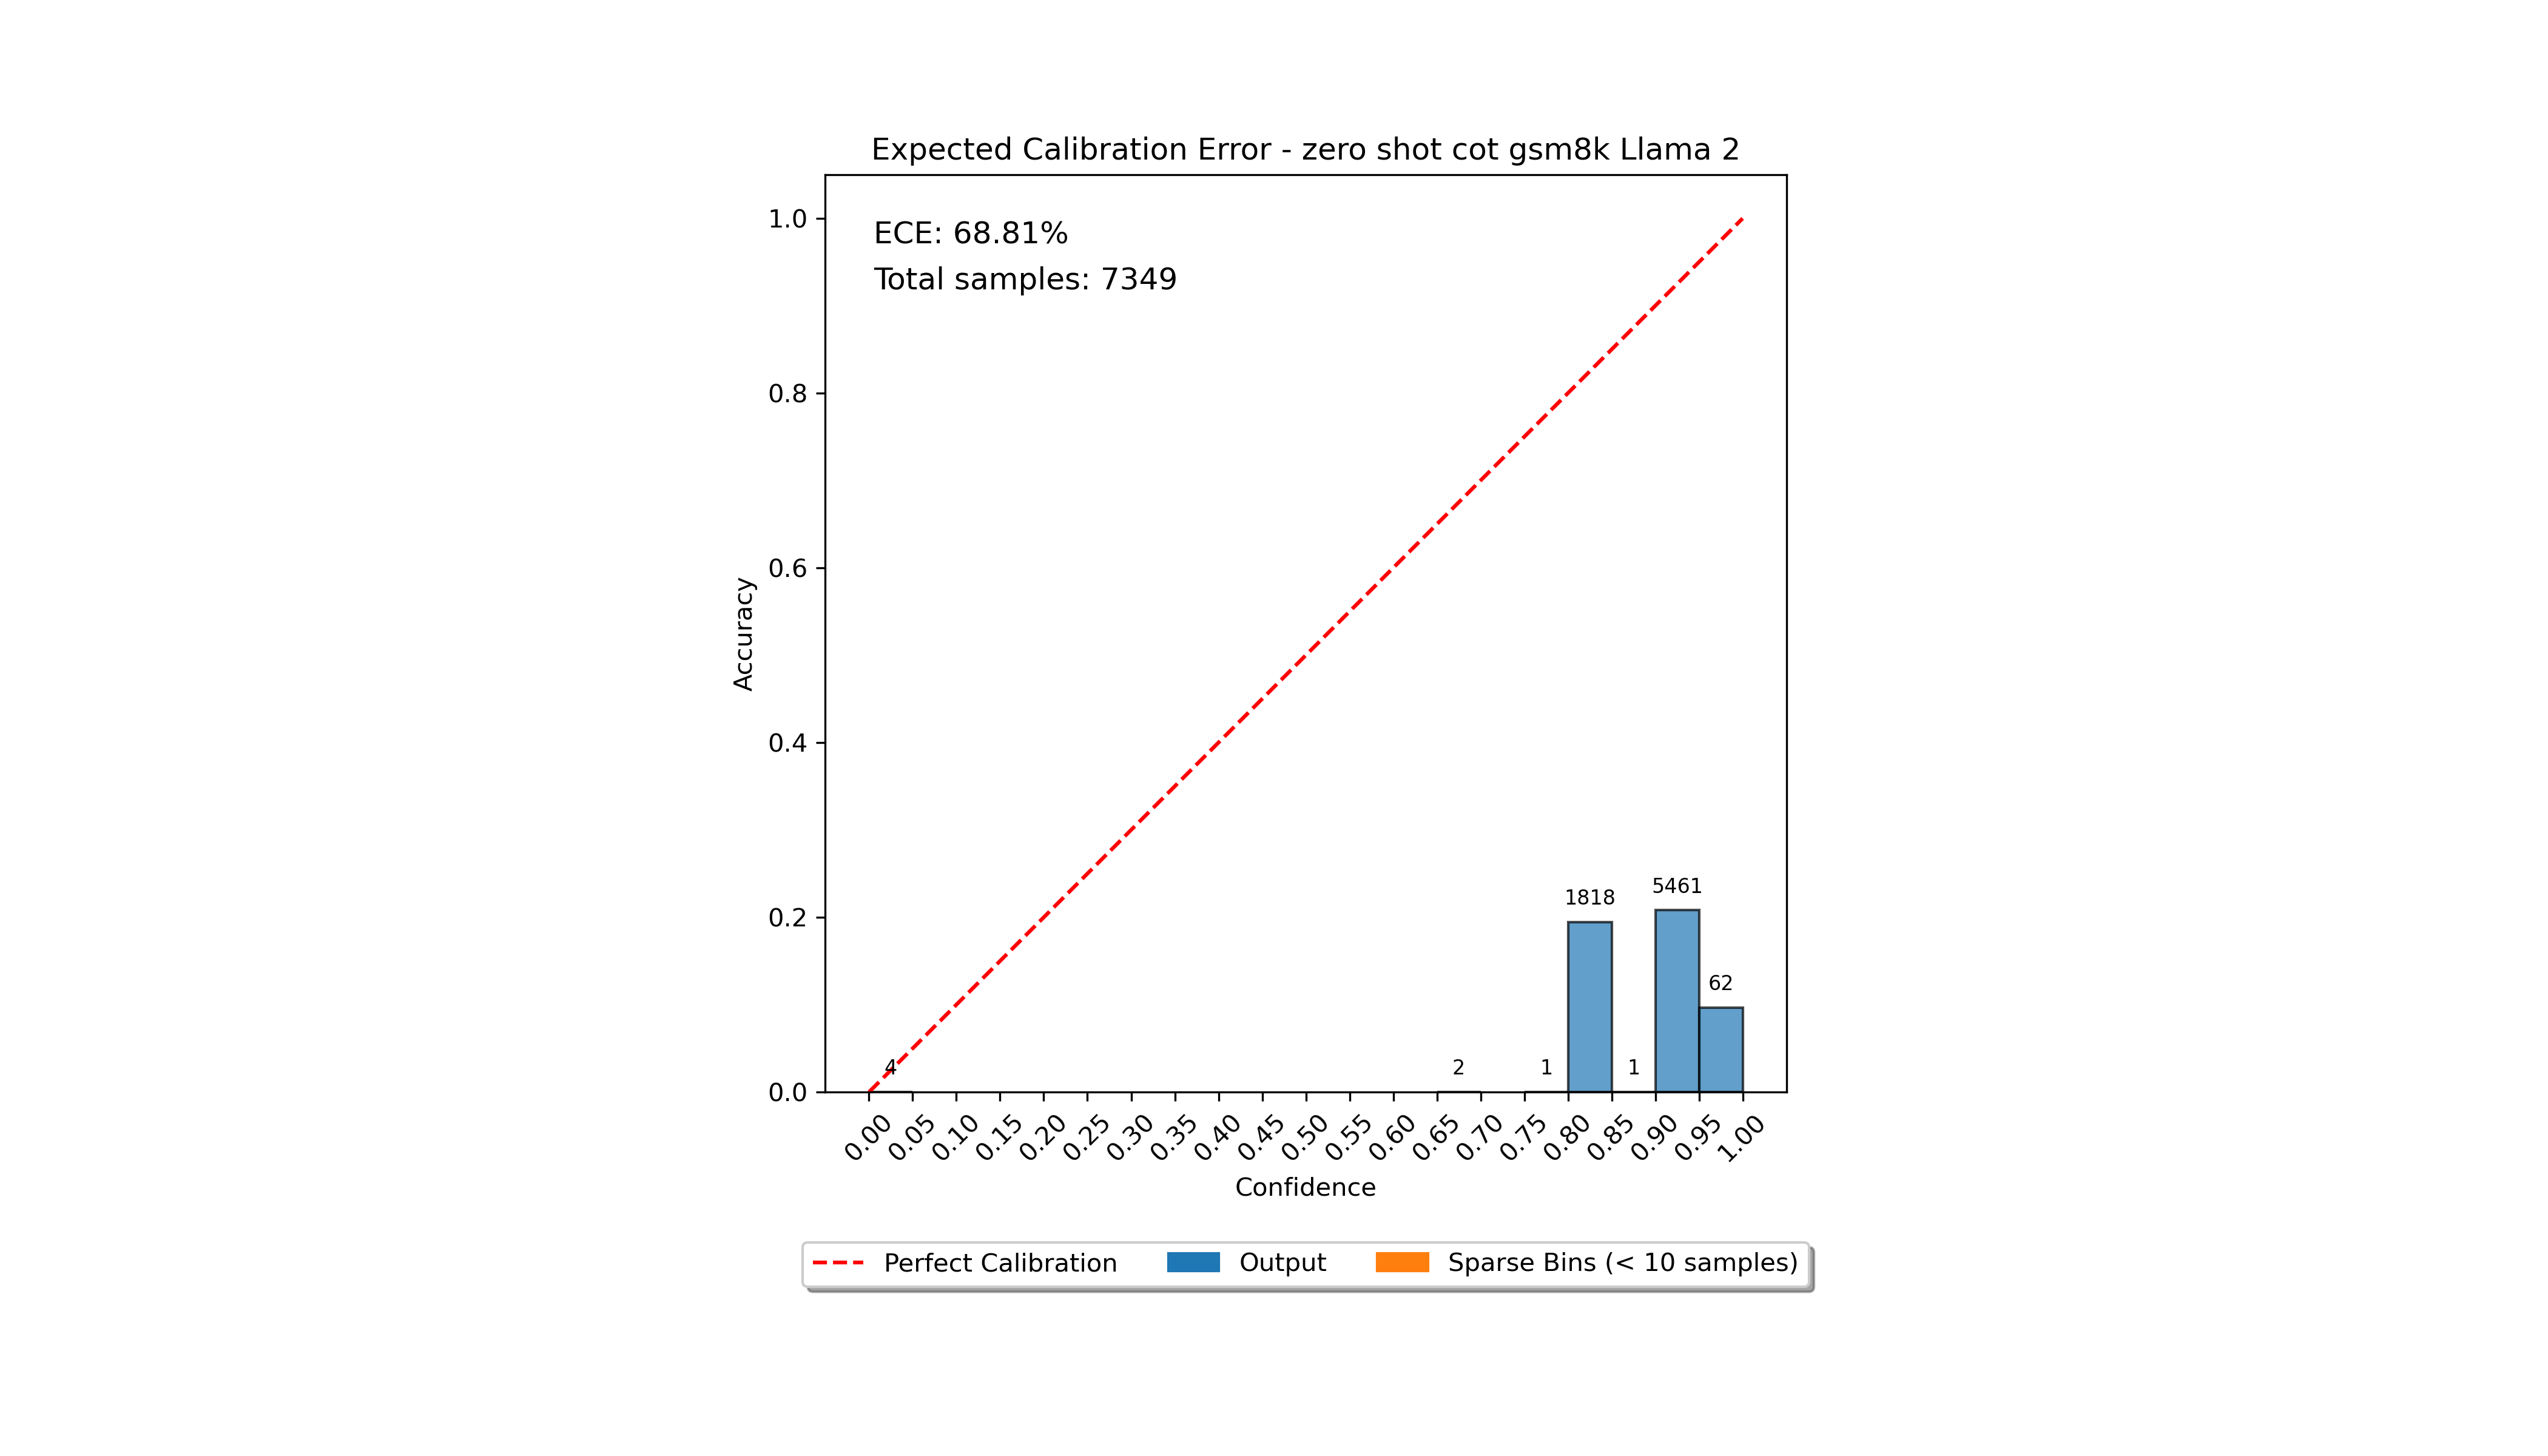 Expected Calibration Error - zero shot cot gsm8k Llama 2
ECE: 68.81%
Total samples: 7349
1.0
0.8
0.6
0.4
0.2
0.0
Accuracy
4
2
1
1818
1
5461
62
0.00 0.05 0.10 0.15 0.20 0.25 0.30 0.35 0.40 0.45 0.50 0.55 0.60 0.65 0.70 0.75 0.80 0.85 0.90 0.95 1.00
Confidence
Perfect Calibration Output Sparse Bins (< 10 samples)